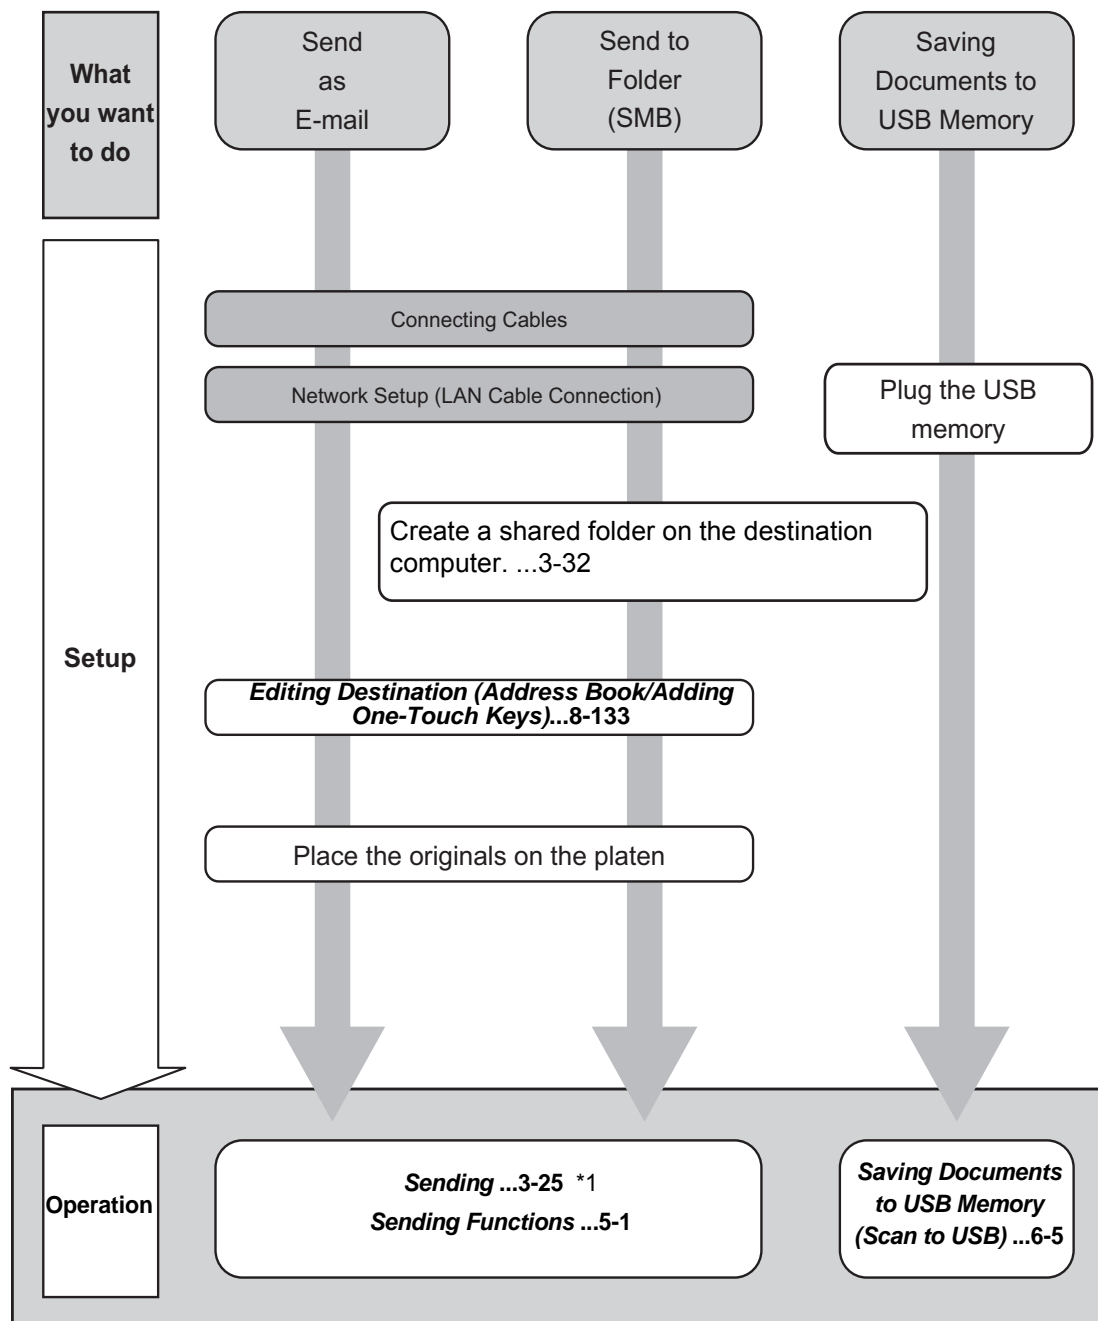 What
you want
to do
Send
as
E-mail
Send to
Folder
(SMB)
Saving
Documents to
USB Memory
Connecting Cables
Network Setup (LAN Cable Connection)
Plug the USB
memory
Create a shared folder on the destination
computer. ...3-32
Setup
Editing Destination (Address Book/Adding
One-Touch Keys)...8-133
Place the originals on the platen
Operation
Sending ...3-25 *1
Sending Functions ...5-1
Saving Documents
to USB Memory
(Scan to USB) ...6-5